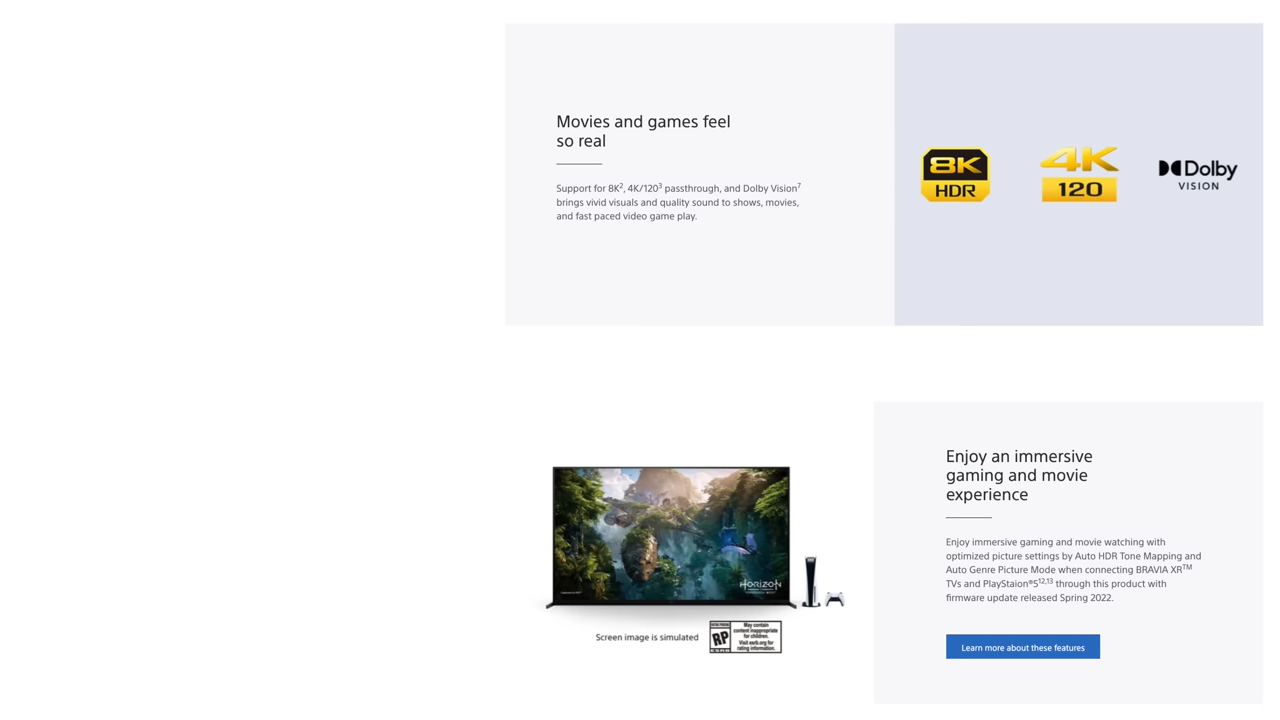 Movies and games feel
so real
Support for 8K2, 4K/1203 passthrough, and Dolby Vision7
brings vivid visuals and quality sound to shows, movies,
and fast paced video game play.
8K
HDR
4K
120
Dolby
VISION
HORIZON
Screen image is simulated
RP
May contain
content inappropriate
for children.
Visit esrb.org for
rating information.
Enjoy an immersive
gaming and movie
experience
Enjoy immersive gaming and movie watching with
optimized picture settings by Auto HDR Tone Mapping and
Auto Genre Picture Mode when connecting BRAVIA XR™
TVs and PlayStaion®512,13 through this product with
firmware update released Spring 2022.
Learn more about these features